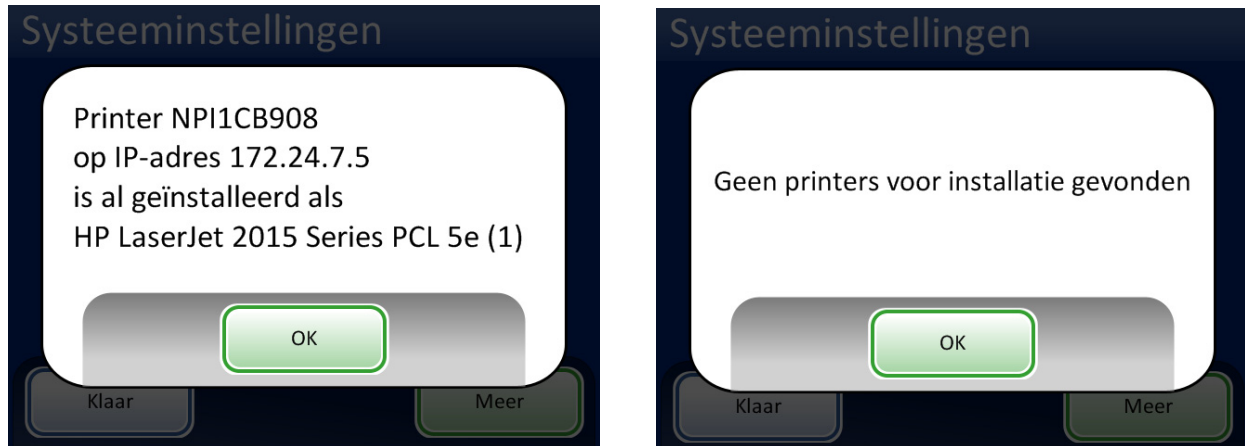 Systeeminstellingen
Printer NPI1CB908
op IP-adres 172.24.7.5
is al geïnstalleerd als
HP LaserJet 2015 Series PCL 5e (1)
OK
Klaar
Meer
Systeeminstellingen
Geen printers voor installatie gevonden
OK
Klaar
Meer